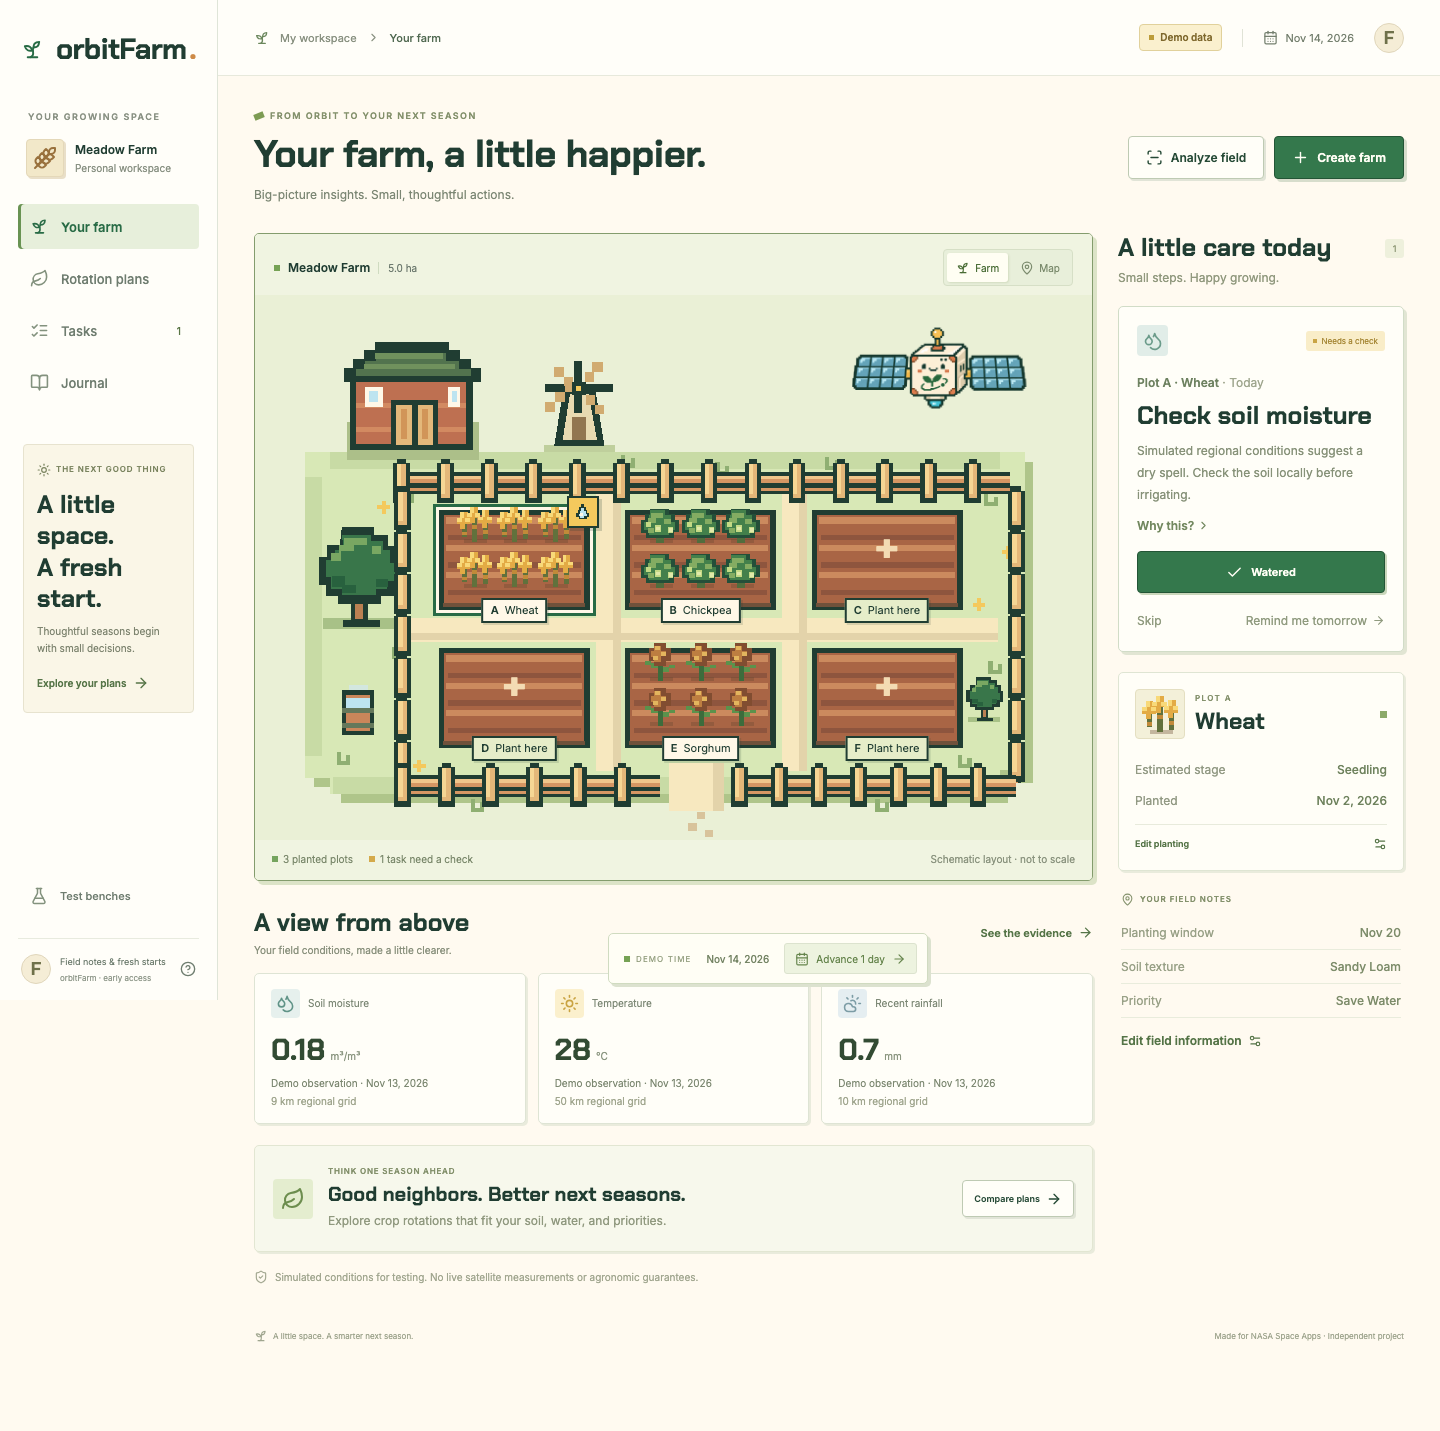 orbitFarm.
YOUR GROWING SPACE
Meadow Farm
Personal workspace
Your farm
Rotation plans
Tasks 1
Journal
THE NEXT GOOD THING
A little
space.
A fresh
start.
Thoughtful seasons begin
with small decisions.
Explore your plans
Test benches
F
Field notes & fresh starts
orbitFarm · early access
My workspace
Your farm
Demo data
Nov 14, 2026
F
FROM ORBIT TO YOUR NEXT SEASON
Your farm, a little happier.
Big-picture insights. Small, thoughtful actions.
Analyze field
Create farm
Meadow Farm
5.0 ha
Farm
Map
A Wheat
B Chickpea
C Plant here
D Plant here
E Sorghum
F Plant here
3 planted plots
1 task need a check
Schematic layout · not to scale
A little care today
1
Small steps. Happy growing.
Needs a check
Plot A · Wheat · Today
Check soil moisture
Simulated regional conditions suggest a
dry spell. Check the soil locally before
irrigating.
Why this?
Watered
Skip
Remind me tomorrow
PLOT A
Wheat
Estimated stage
Seedling
Planted
Nov 2, 2026
Edit planting
YOUR FIELD NOTES
Planting window
Nov 20
Soil texture
Sandy Loam
Priority
Save Water
Edit field information
A view from above
Your field conditions, made a little clearer.
See the evidence
DEMO TIME
Nov 14, 2026
Advance 1 day
Soil moisture
0.18 m³/m³
Demo observation · Nov 13, 2026
9 km regional grid
Temperature
28 °C
Demo observation · Nov 13, 2026
50 km regional grid
Recent rainfall
0.7 mm
Demo observation · Nov 13, 2026
10 km regional grid
THINK ONE SEASON AHEAD
Good neighbors. Better next seasons.
Explore crop rotations that fit your soil, water, and priorities.
Compare plans
Simulated conditions for testing. No live satellite measurements or agronomic guarantees.
A little space. A smarter next season.
Made for NASA Space Apps · Independent project